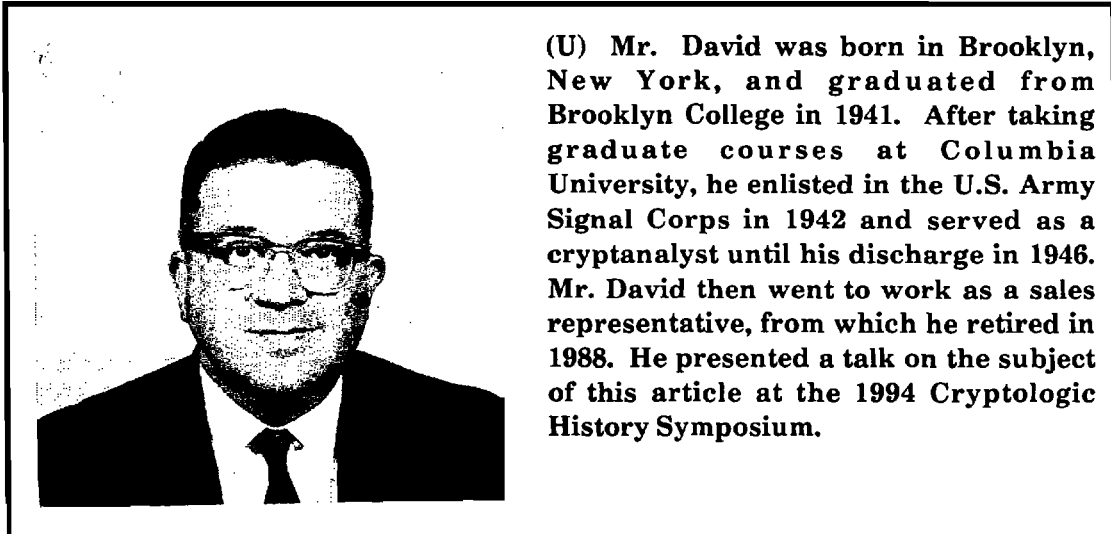 (U) Mr. David was born in Brooklyn,
New York, and graduated from
Brooklyn College in 1941. After taking
graduate courses at Columbia
University, he enlisted in the U.S. Army
Signal Corps in 1942 and served as a
cryptanalyst until his discharge in 1946.
Mr. David then went to work as a sales
representative, from which he retired in
1988. He presented a talk on the subject
of this article at the 1994 Cryptologic
History Symposium.